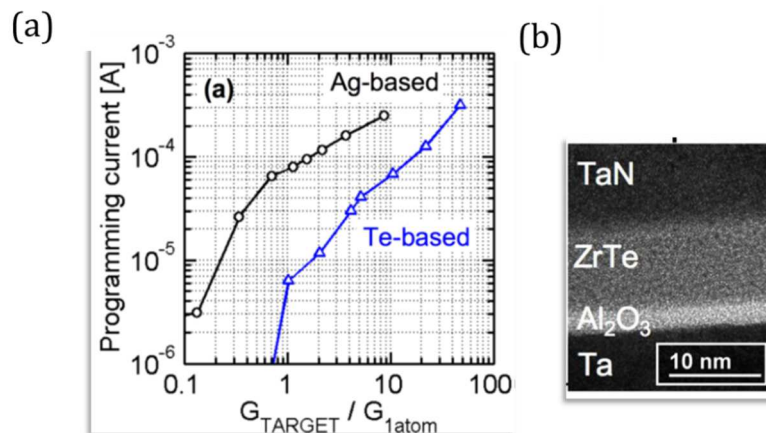 (a)
(b)
Programming current [A]
10⁻³
10⁻⁴
10⁻⁵
10⁻⁶
(a)
Ag-based
Te-based
0.1
1
10
100
G_TARGET / G_1atom
TaN
ZrTe
Al₂O₃
Ta
10 nm